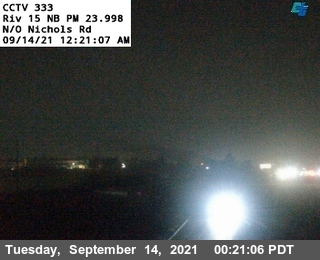 CCTV 333
Riv 15 NB PM 23.998
N/O Nichols Rd
09/14/21 12:21:07 AM
Tuesday, September 14, 2021 00:21:06 PDT